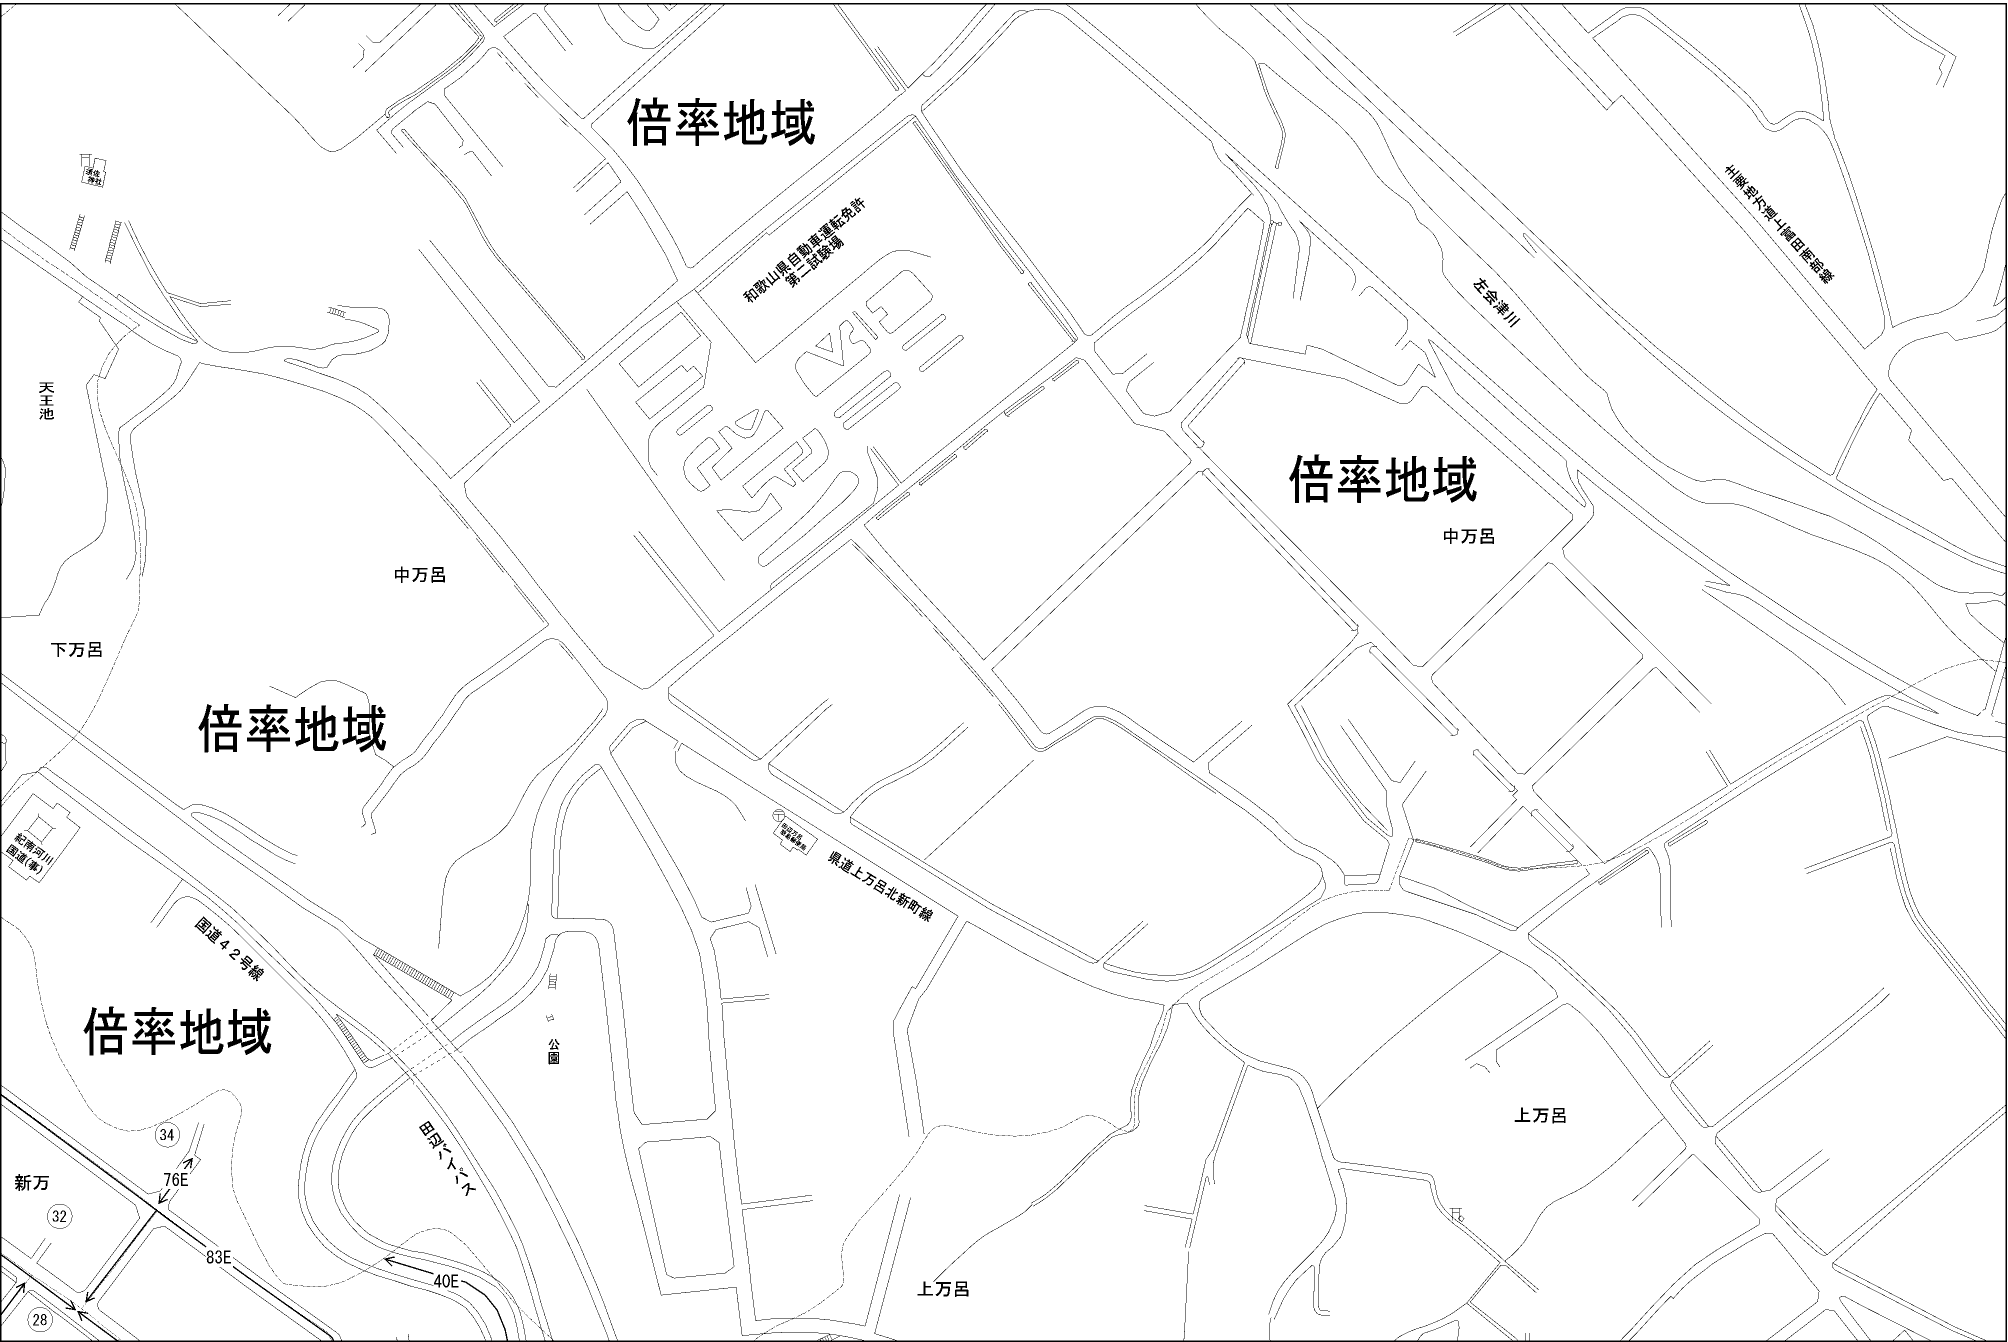 倍率地域
須佐
神社
主要地方道上富田南部線
和歌山県自動車運転免許
第二試験場
左会津川
天王池
倍率地域
中万呂
中万呂
下万呂
倍率地域
紀南河川
国道(事)
県道上万呂北新町線
国道42号線
倍率地域
公園
上万呂
34
田辺バイパス
76E
新万
32
83E
40E
上万呂
28